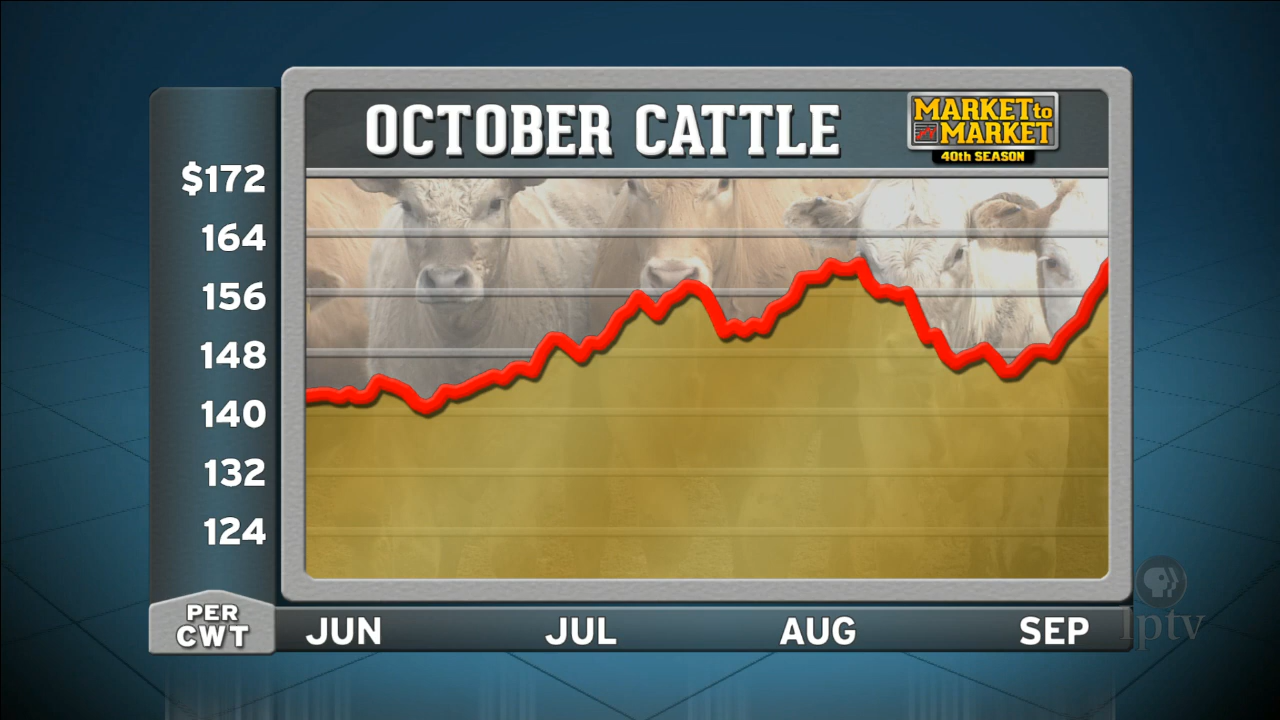 OCTOBER CATTLE
MARKET to
MARKET
40th SEASON
$172
164
156
148
140
132
124
PER
CWT
JUN JUL AUG SEP
iptv